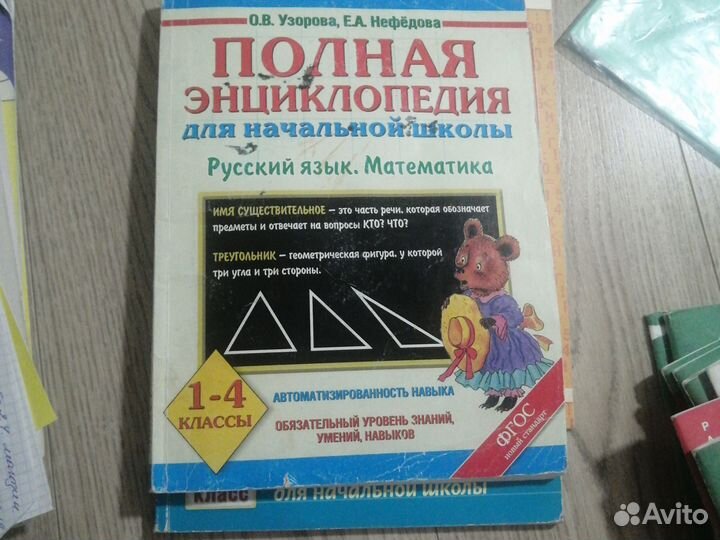 О.В. Узорова, Е.А. Нефёдова
ПОЛНАЯ
ЭНЦИКЛОПЕДИЯ
для начальной школы
Русский язык. Математика
ИМЯ СУЩЕСТВИТЕЛЬНОЕ – это часть речи, которая обозначает
предметы и отвечает на вопросы КТО? ЧТО?
ТРЕУГОЛЬНИК – геометрическая фигура, у которой
три угла и три стороны.
1-4
КЛАССЫ
АВТОМАТИЗИРОВАННОСТЬ НАВЫКА
ОБЯЗАТЕЛЬНЫЙ УРОВЕНЬ ЗНАНИЙ,
УМЕНИЙ, НАВЫКОВ
ФГОС
новый стандарт
класс
для начальной школы
Avito